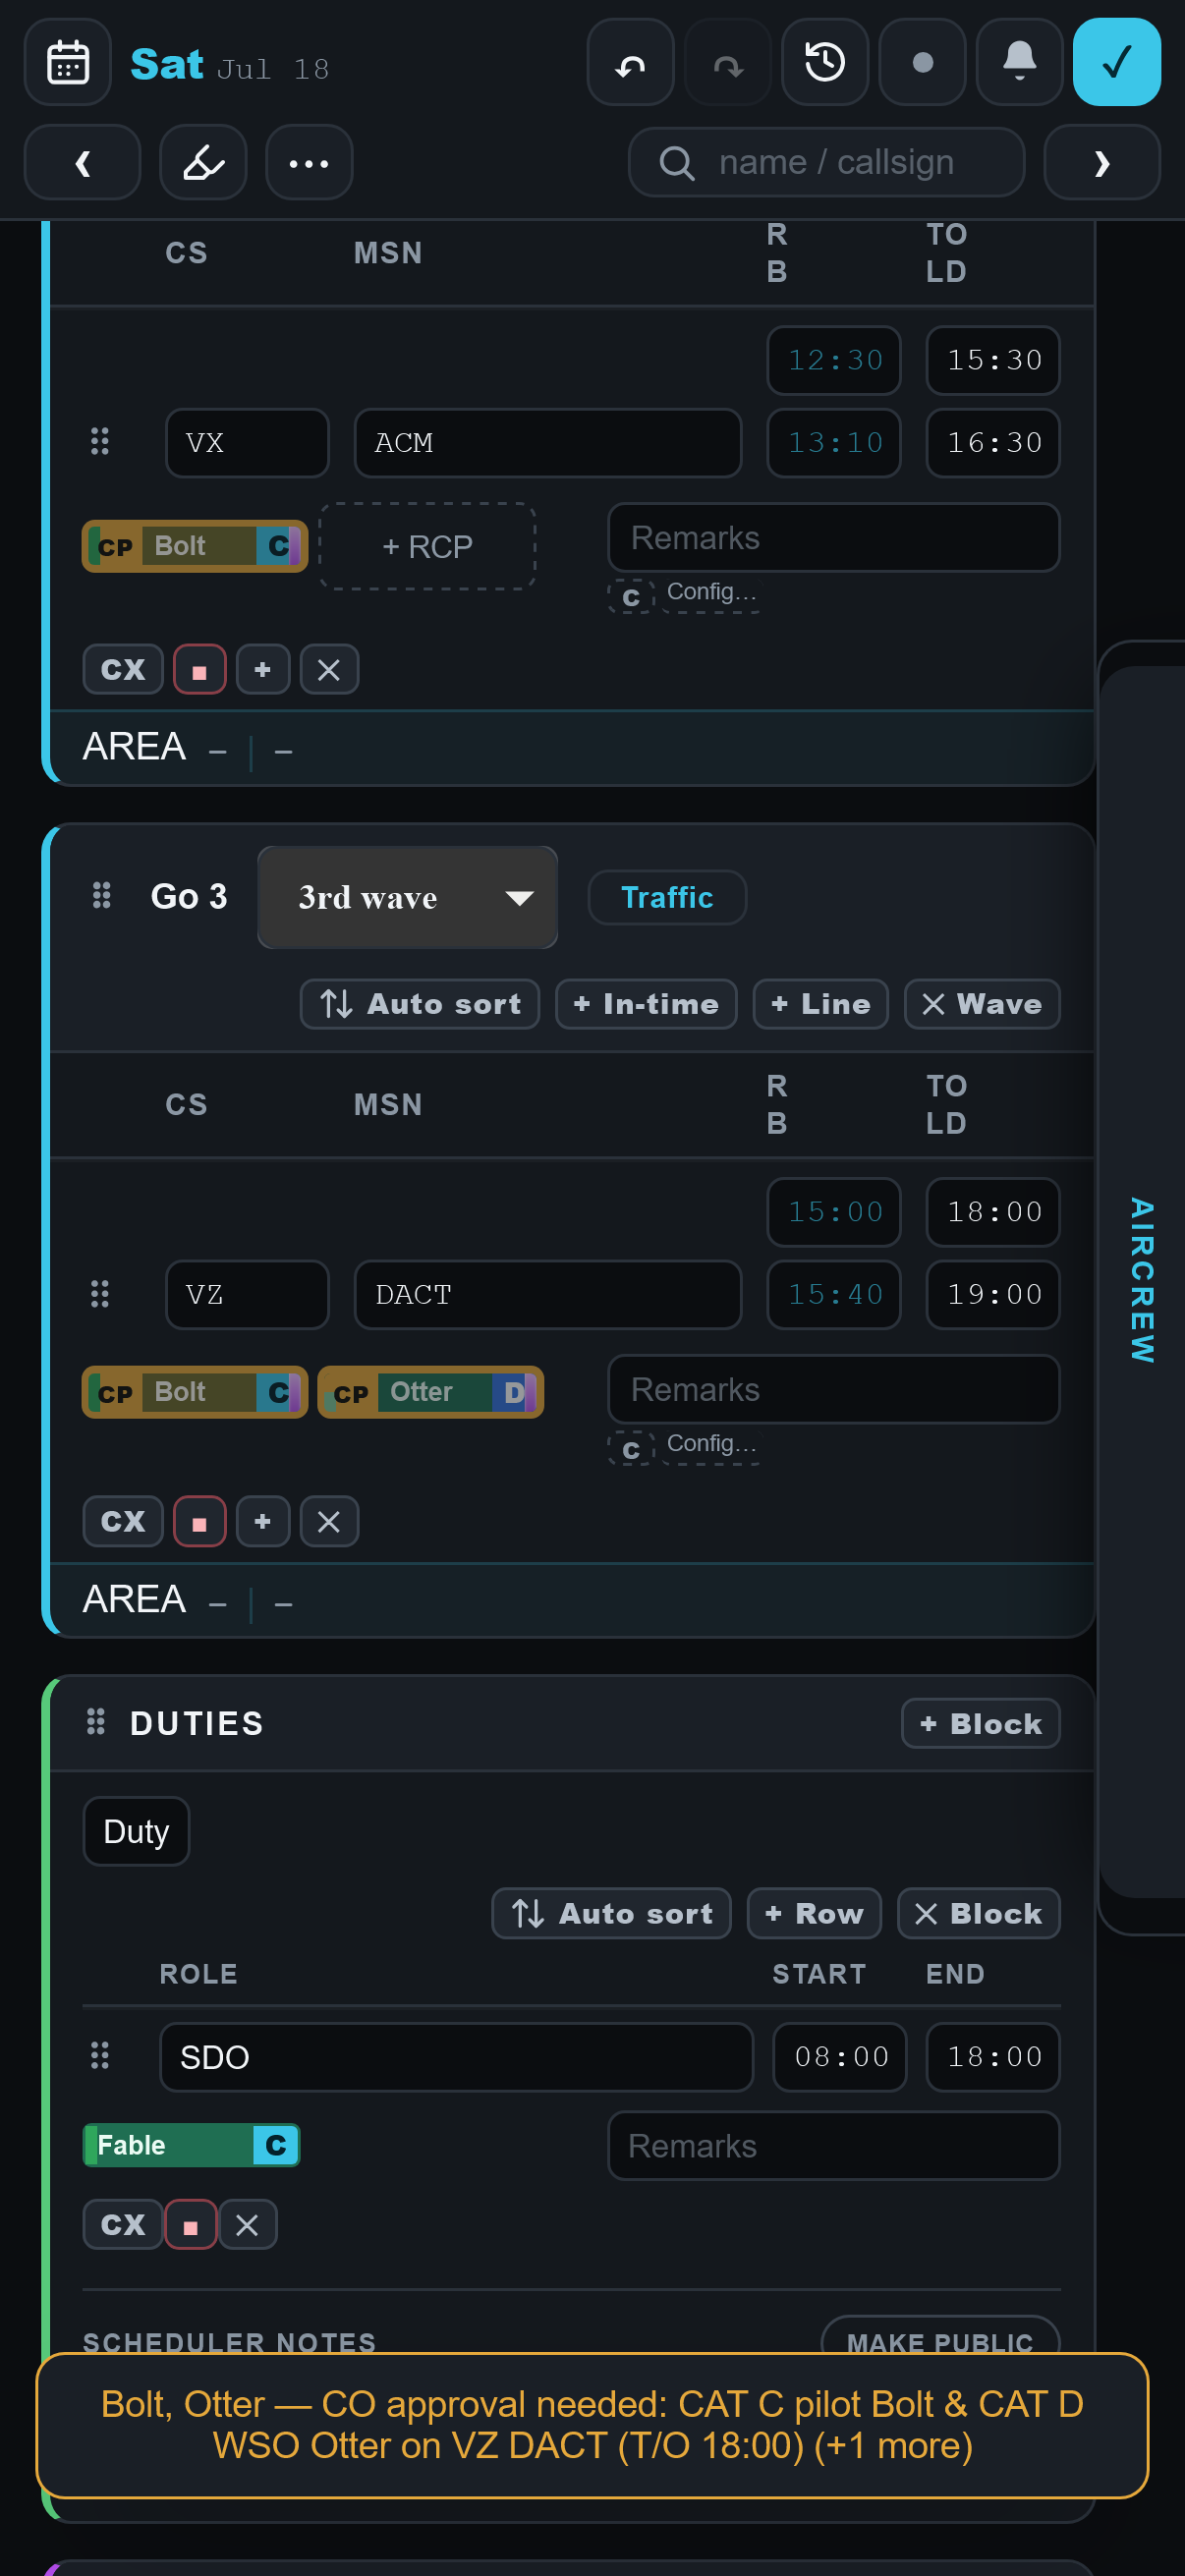 Sat Jul 18
✓
‹
...
name / callsign
›
CS MSN R B TO LD
12:30 15:30
VX ACM 13:10 16:30
CP Bolt C + RCP Remarks
C Config...
CX ■ + ×
AREA – | –
Go 3 3rd wave Traffic
Auto sort + In-time + Line × Wave
CS MSN R B TO LD
15:00 18:00
VZ DACT 15:40 19:00
CP Bolt C CP Otter D Remarks
C Config...
CX ■ + ×
AREA – | –
AIRCREW
DUTIES + Block
Duty
Auto sort + Row × Block
ROLE START END
SDO 08:00 18:00
Fable C Remarks
CX ■ ×
SCHEDULER NOTES MAKE PUBLIC
Bolt, Otter — CO approval needed: CAT C pilot Bolt & CAT D
WSO Otter on VZ DACT (T/O 18:00) (+1 more)